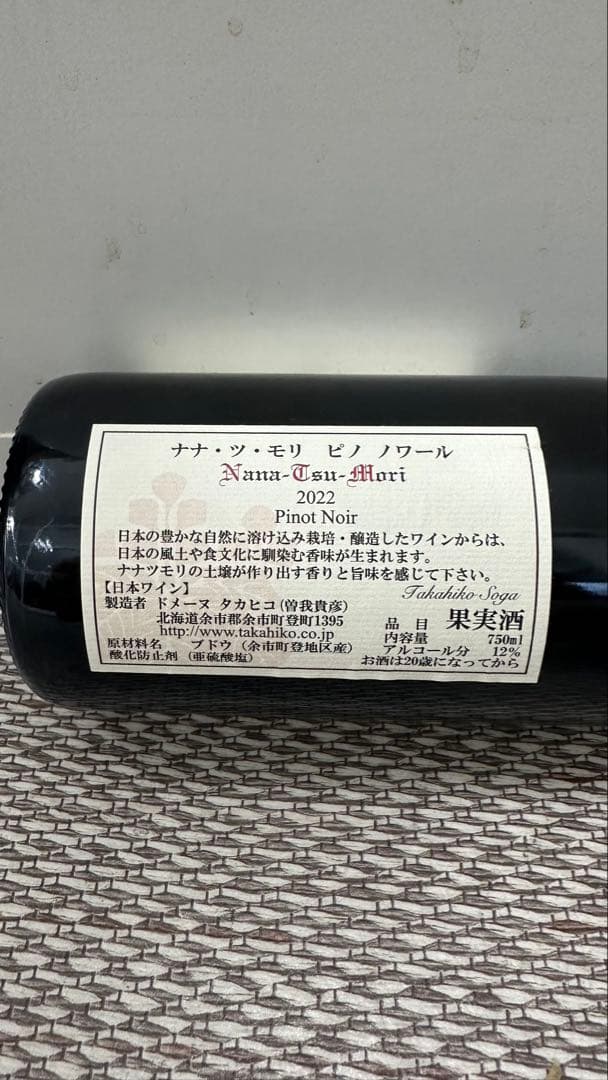 ナナ・ツ・モリ ピノ ノワール
Nana-Tsu-Mori
2022
Pinot Noir
日本の豊かな自然に溶け込み栽培・醸造したワインからは、
日本の風土や食文化に馴染む香味が生まれます。
ナナツモリの土壌が作り出す香りと旨味を感じて下さい。
Takahiko Soga
【日本ワイン】
製造者 ドメーヌ タカヒコ(曽我貴彦)
北海道余市郡余市町登町1395
http://www.takahiko.co.jp
原材料名 ブドウ(余市町登地区産)
酸化防止剤(亜硫酸塩)
品目 果実酒
内容量 750ml
アルコール分 12%
お酒は20歳になってから